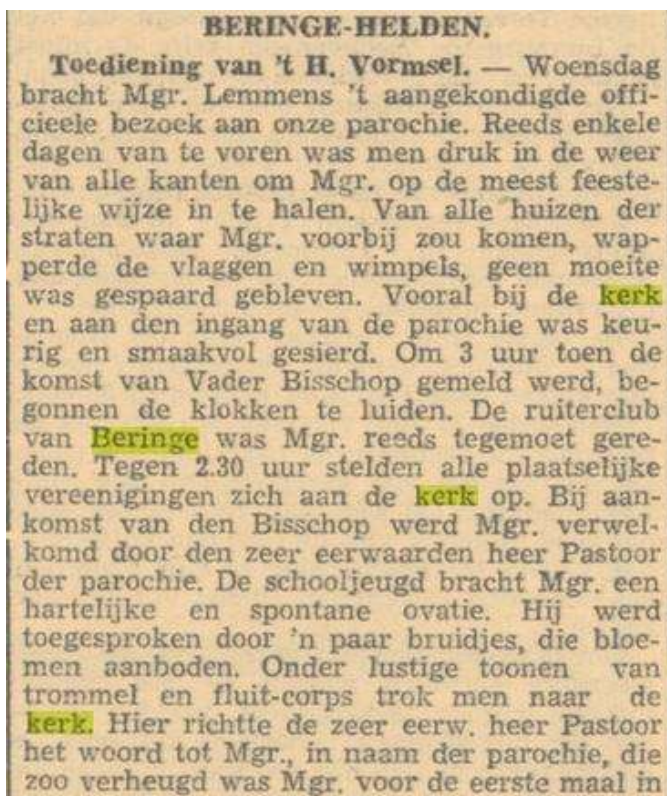 BERINGE-HELDEN.
Toediening van 't H. Vormsel. — Woensdag
bracht Mgr. Lemmens 't aangekondigde offi-
cieele bezoek aan onze parochie. Reeds enkele
dagen van te voren was men druk in de weer
van alle kanten om Mgr. op de meest feeste-
lijke wijze in te halen. Van alle huizen der
straten waar Mgr. voorbij zou komen, wap-
perde de vlaggen en wimpels, geen moeite
was gespaard gebleven. Vooral bij de kerk
en aan den ingang van de parochie was keu-
rig en smaakvol gesierd. Om 3 uur toen de
komst van Vader Bisschop gemeld werd, be-
gonnen de klokken te luiden. De ruiterclub
van Beringe was Mgr. reeds tegemoet gere-
den. Tegen 2.30 uur stelden alle plaatselijke
vereenigingen zich aan de kerk op. Bij aan-
komst van den Bisschop werd Mgr. verwel-
komd door den zeer eerwaarden heer Pastoor
der parochie. De schooljeugd bracht Mgr. een
hartelijke en spontane ovatie. Hij werd
toegesproken door 'n paar bruidjes, die bloe-
men aanboden. Onder lustige toonen van
trommel en fluit-corps trok men naar de
kerk. Hier richtte de zeer eerw. heer Pastoor
het woord tot Mgr., in naam der parochie, die
zoo verheugd was Mgr. voor de eerste maal in